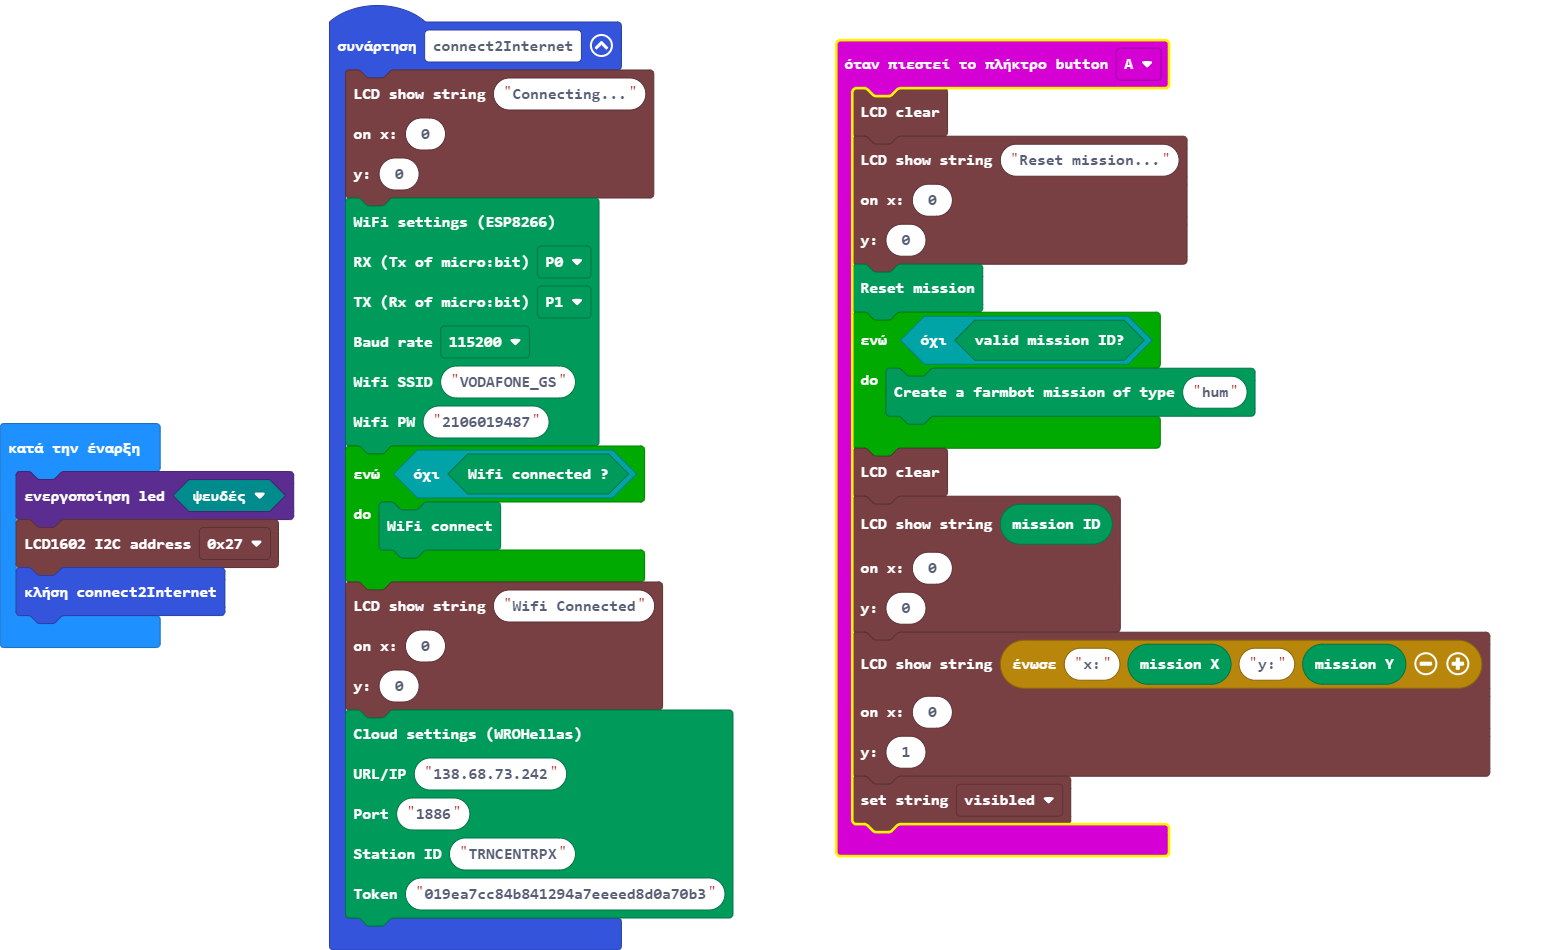 κατά την έναρξη
ενεργοποίηση led ψευδές
LCD1602 I2C address 0x27
κλήση connect2Internet
συνάρτηση connect2Internet
LCD show string "Connecting..."
on x: 0
y: 0
WiFi settings (ESP8266)
RX (Tx of micro:bit) P0
TX (Rx of micro:bit) P1
Baud rate 115200
Wifi SSID "VODAFONE_GS"
Wifi PW "2106019487"
ενώ όχι Wifi connected ?
do WiFi connect
LCD show string "Wifi Connected"
on x: 0
y: 0
Cloud settings (WROHellas)
URL/IP "138.68.73.242"
Port "1886"
Station ID "TRNCENTRPX"
Token "019ea7cc84b841294a7eeeed8d0a70b3"
όταν πιεστεί το πλήκτρο button A
LCD clear
LCD show string "Reset mission..."
on x: 0
y: 0
Reset mission
ενώ όχι valid mission ID?
do Create a farmbot mission of type "hum"
LCD clear
LCD show string mission ID
on x: 0
y: 0
LCD show string ένωσε "x:" mission X "y:" mission Y
on x: 0
y: 1
set string visibled